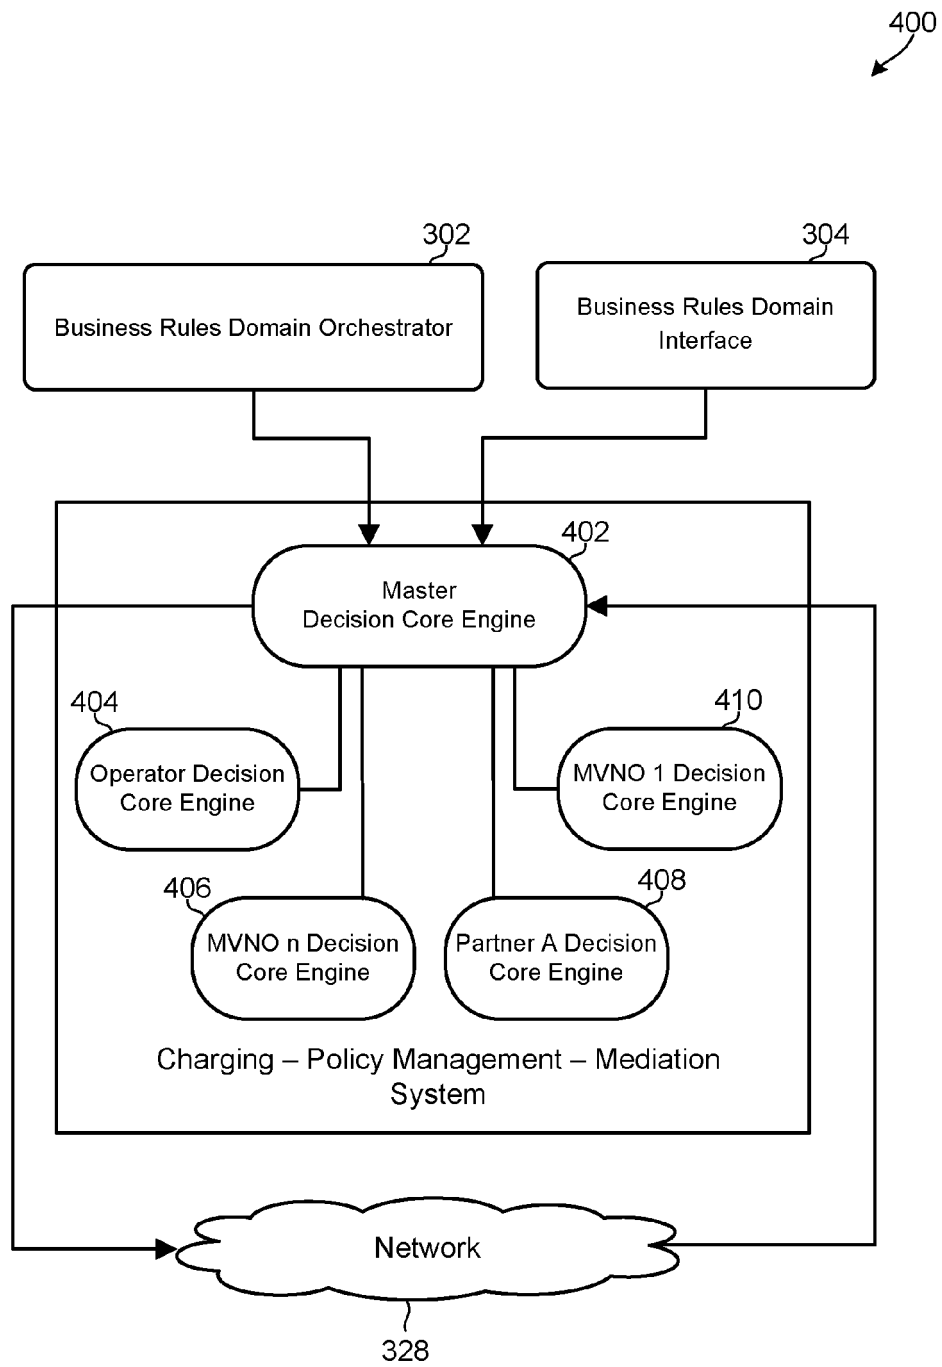 400
302
304
Business Rules Domain Orchestrator
Business Rules Domain
Interface
402
Master
Decision Core Engine
404
410
Operator Decision
Core Engine
MVNO 1 Decision
Core Engine
406
408
MVNO n Decision
Core Engine
Partner A Decision
Core Engine
Charging – Policy Management – Mediation
System
Network
328